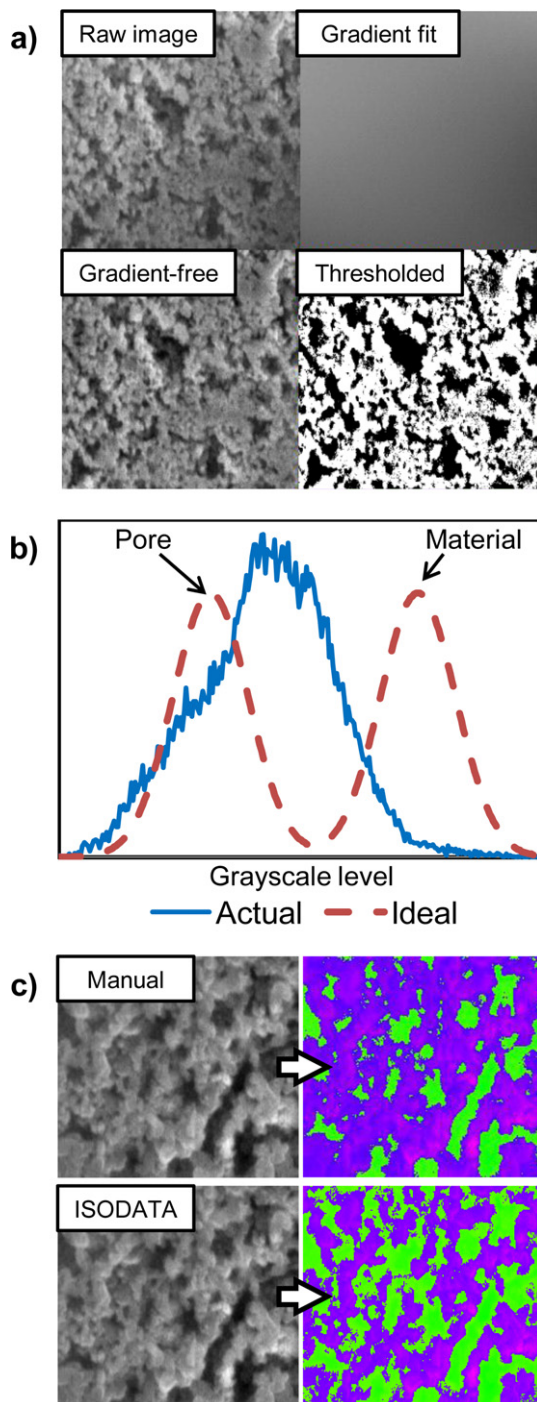 a)
Raw image
Gradient fit
Gradient-free
Thresholded
b)
Pore
Material
Grayscale level
Actual
Ideal
c)
Manual
ISODATA